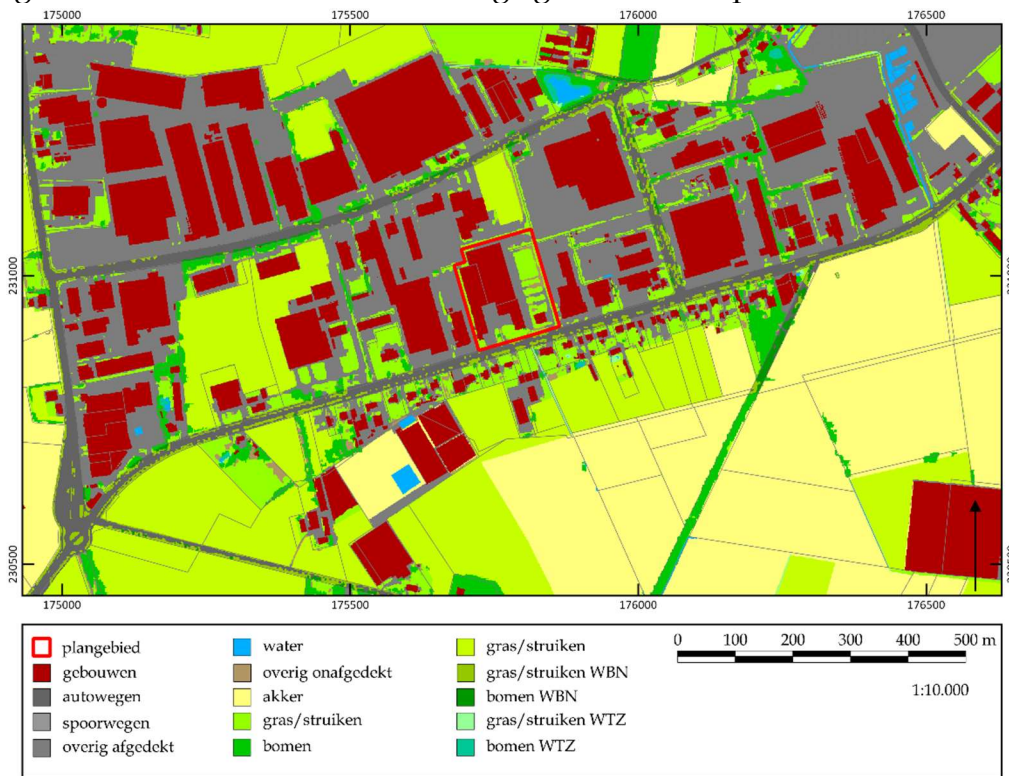 175000 175500 176000 176500
231000
230500
175000 175500 176000 176500
plangebied
gebouwen
autowegen
spoorwegen
overig afgedekt
water
overig onafgedekt
akker
gras/struiken
bomen
gras/struiken
gras/struiken WBN
bomen WBN
gras/struiken WTZ
bomen WTZ
0 100 200 300 400 500 m
1:10.000